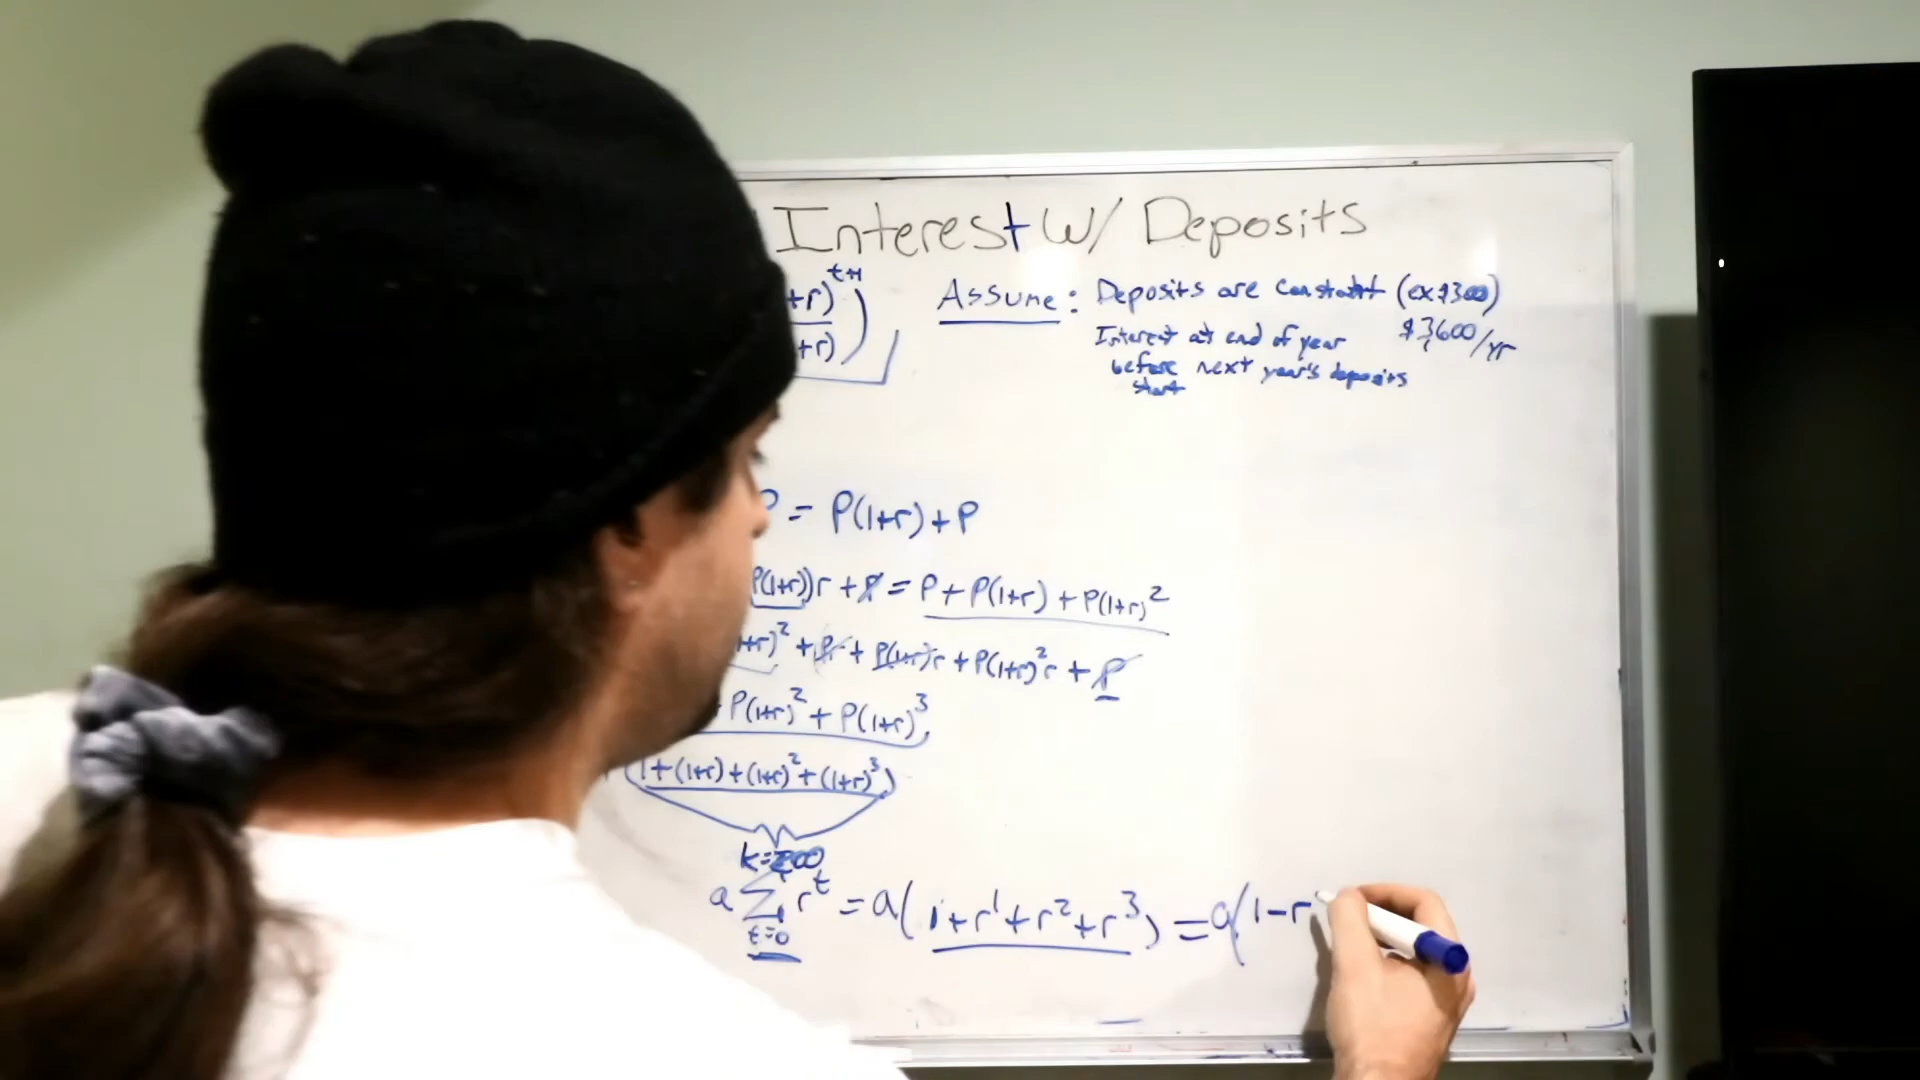 Interest w/ Deposits
+r)^{t+1}
+r) )
Assume: Deposits are constant (ex $300)
$3600/yr
Interest at end of year
before next year's deposits
start
P = P(1+r)+P
P(1+r))r + P = P + P(1+r) + P(1+r)^2
+r)^2 + Pr + P(1+r)r + P(1+r)^2r + P
P(1+r)^2 + P(1+r)^3
(1+(1+r)+(1+r)^2+(1+r)^3)
a Σ r^t = a(1+r^1+r^2+r^3) = a(1-r
t=0